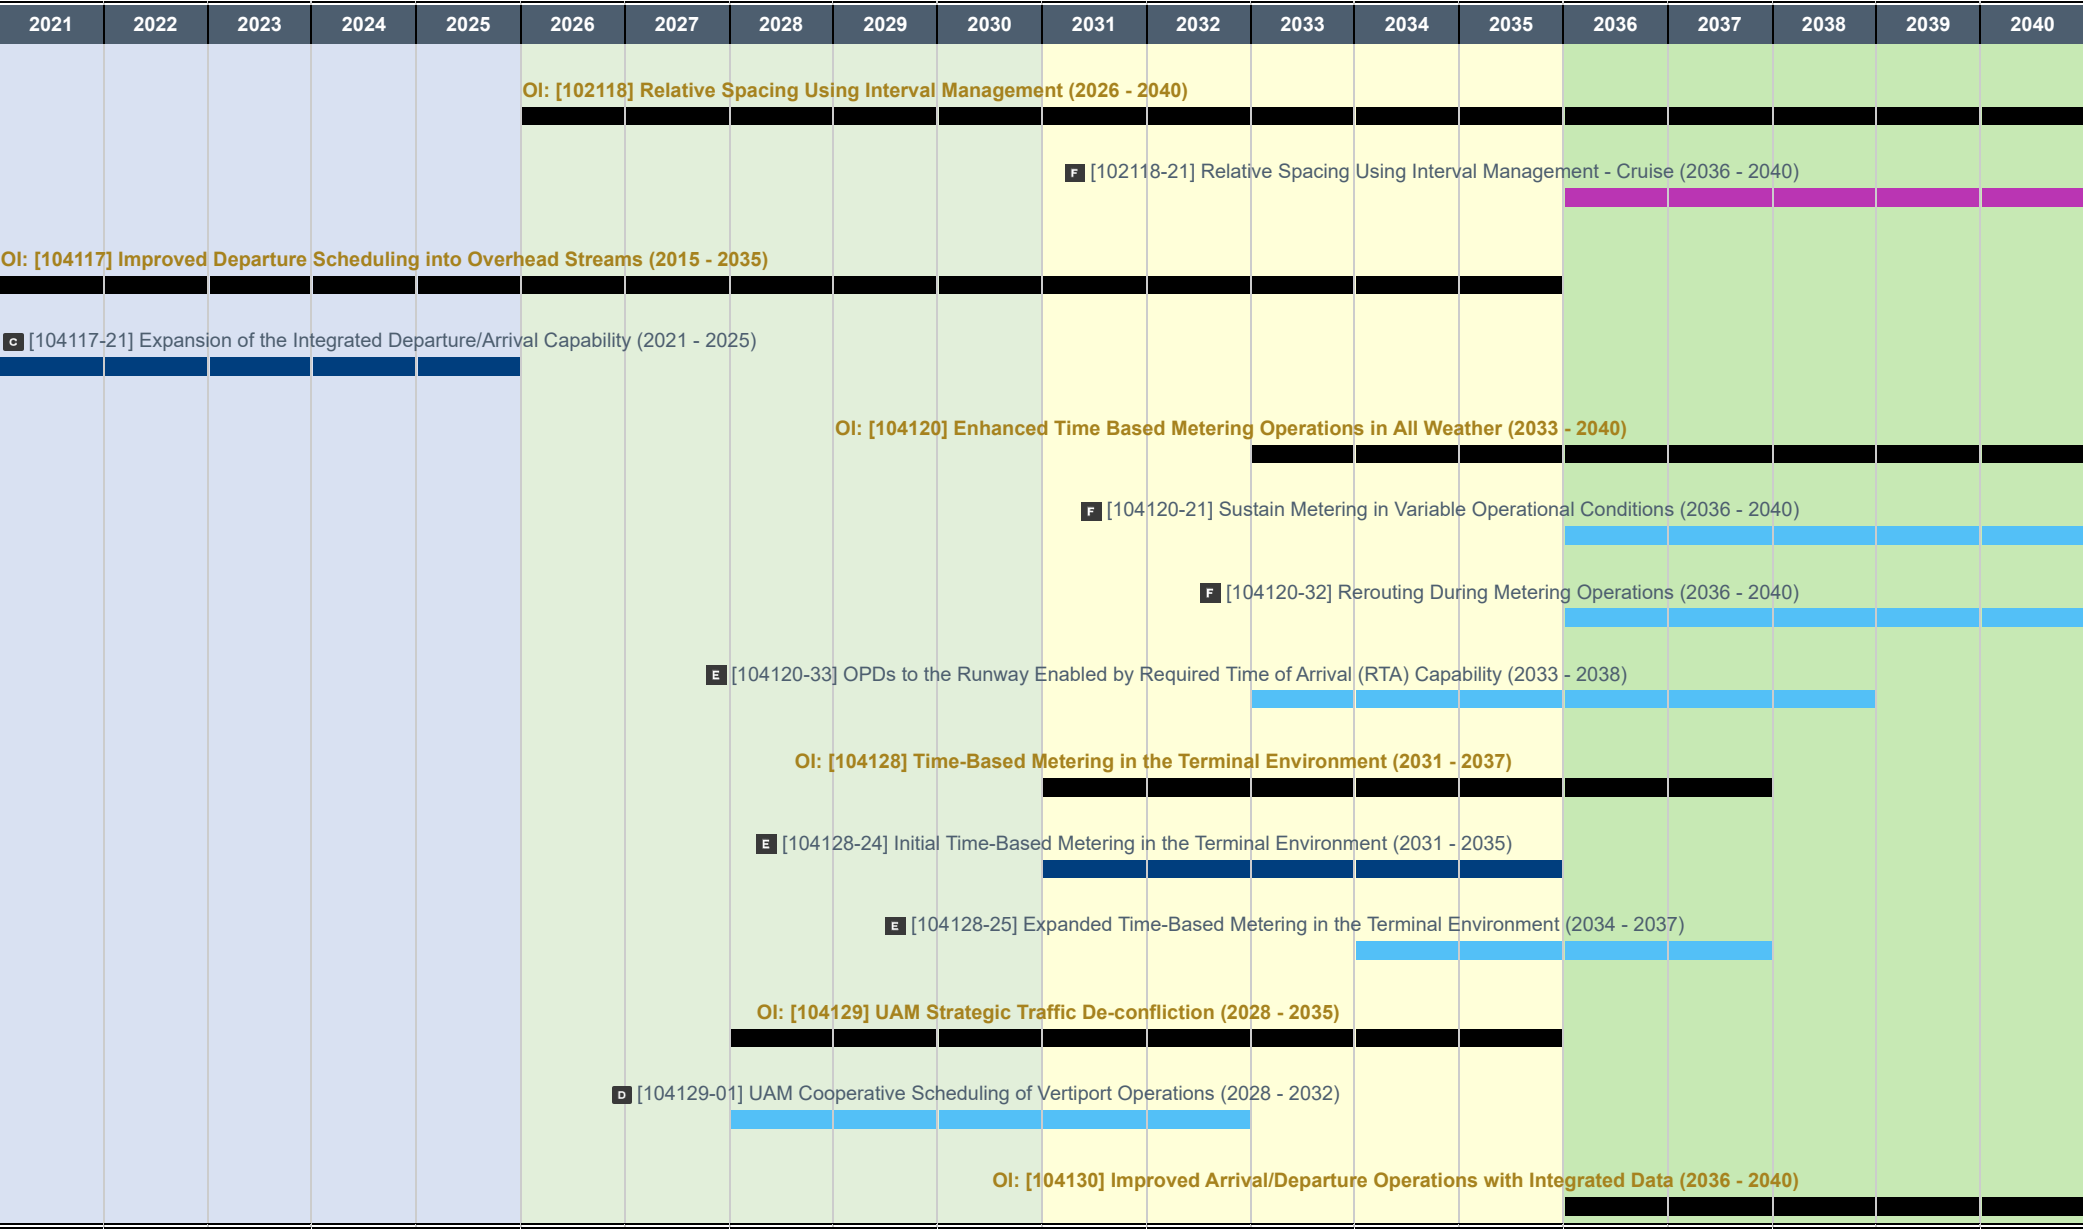 2021 2022 2023 2024 2025 2026 2027 2028 2029 2030 2031 2032 2033 2034 2035 2036 2037 2038 2039 2040
OI: [102118] Relative Spacing Using Interval Management (2026 - 2040)
F [102118-21] Relative Spacing Using Interval Management - Cruise (2036 - 2040)
OI: [104117] Improved Departure Scheduling into Overhead Streams (2015 - 2035)
C [104117-21] Expansion of the Integrated Departure/Arrival Capability (2021 - 2025)
OI: [104120] Enhanced Time Based Metering Operations in All Weather (2033 - 2040)
F [104120-21] Sustain Metering in Variable Operational Conditions (2036 - 2040)
F [104120-32] Rerouting During Metering Operations (2036 - 2040)
E [104120-33] OPDs to the Runway Enabled by Required Time of Arrival (RTA) Capability (2033 - 2038)
OI: [104128] Time-Based Metering in the Terminal Environment (2031 - 2037)
E [104128-24] Initial Time-Based Metering in the Terminal Environment (2031 - 2035)
E [104128-25] Expanded Time-Based Metering in the Terminal Environment (2034 - 2037)
OI: [104129] UAM Strategic Traffic De-confliction (2028 - 2035)
D [104129-01] UAM Cooperative Scheduling of Vertiport Operations (2028 - 2032)
OI: [104130] Improved Arrival/Departure Operations with Integrated Data (2036 - 2040)